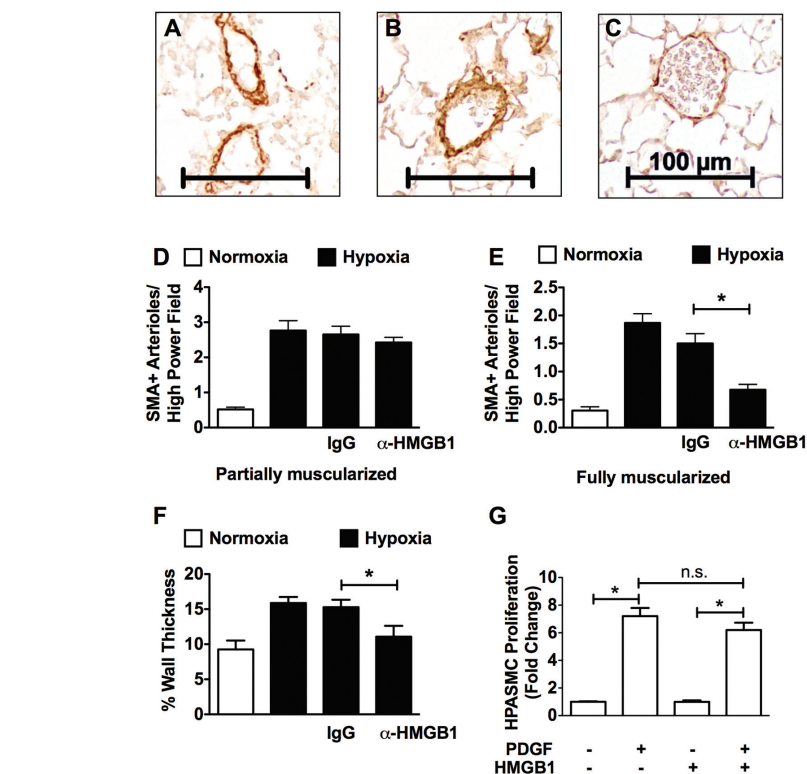 A B C
100 µm
D Normoxia Hypoxia
SMA+ Arterioles/
High Power Field
4
3
2
1
0
IgG α-HMGB1
Partially muscularized
E Normoxia Hypoxia
SMA+ Arterioles/
High Power Field
2.5
2.0
1.5
1.0
0.5
0.0
*
IgG α-HMGB1
Fully muscularized
F
Normoxia Hypoxia
% Wall Thickness
20
15
10
5
0
*
IgG α-HMGB1
G
HPASMC Proliferation
(Fold Change)
10
8
6
4
2
0
n.s.
* *
PDGF - + - +
HMGB1 - - + +